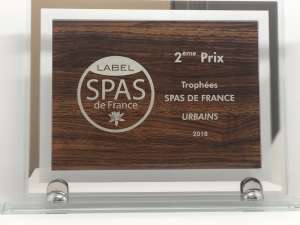 LABEL
SPAS
de France
2ème Prix
Trophées
SPAS DE FRANCE
URBAINS
2018